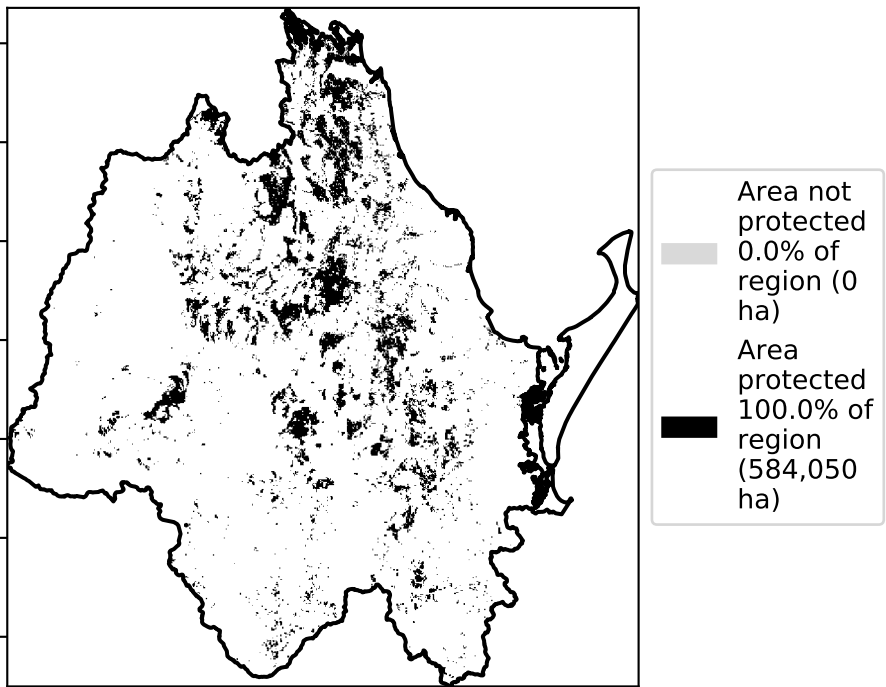 Area not
protected
0.0% of
region (0
ha)
Area
protected
100.0% of
region
(584,050
ha)